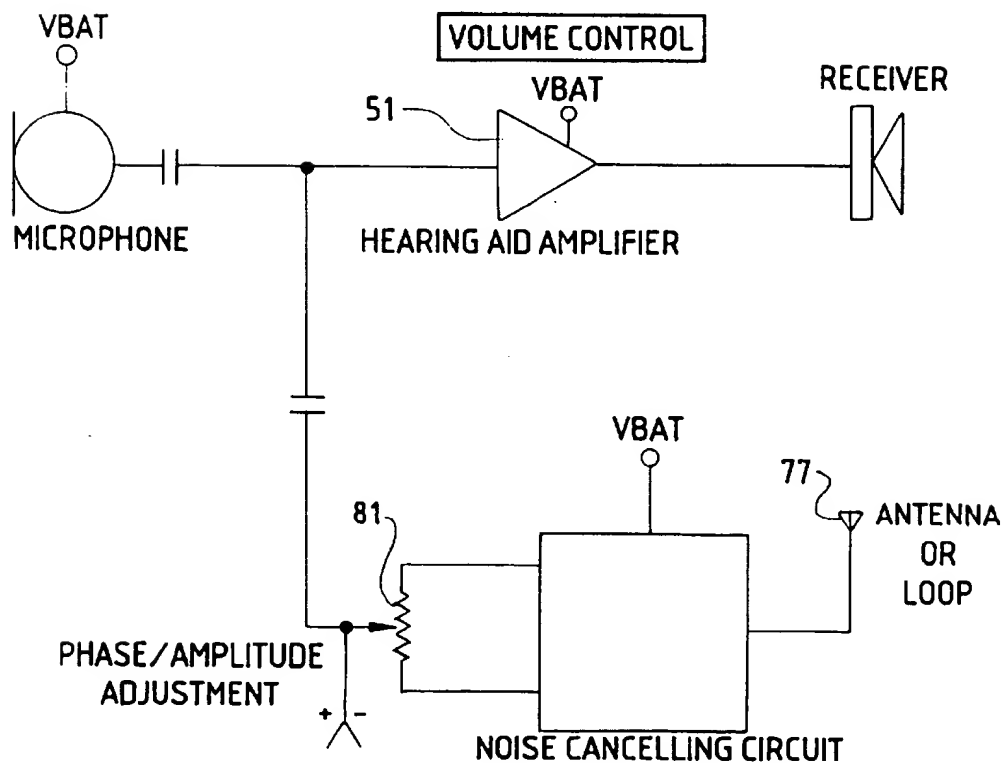 VBAT
VOLUME CONTROL
VBAT
RECEIVER
51
MICROPHONE
HEARING AID AMPLIFIER
VBAT
77
ANTENNA
OR
LOOP
81
PHASE/AMPLITUDE
ADJUSTMENT
+ -
NOISE CANCELLING CIRCUIT